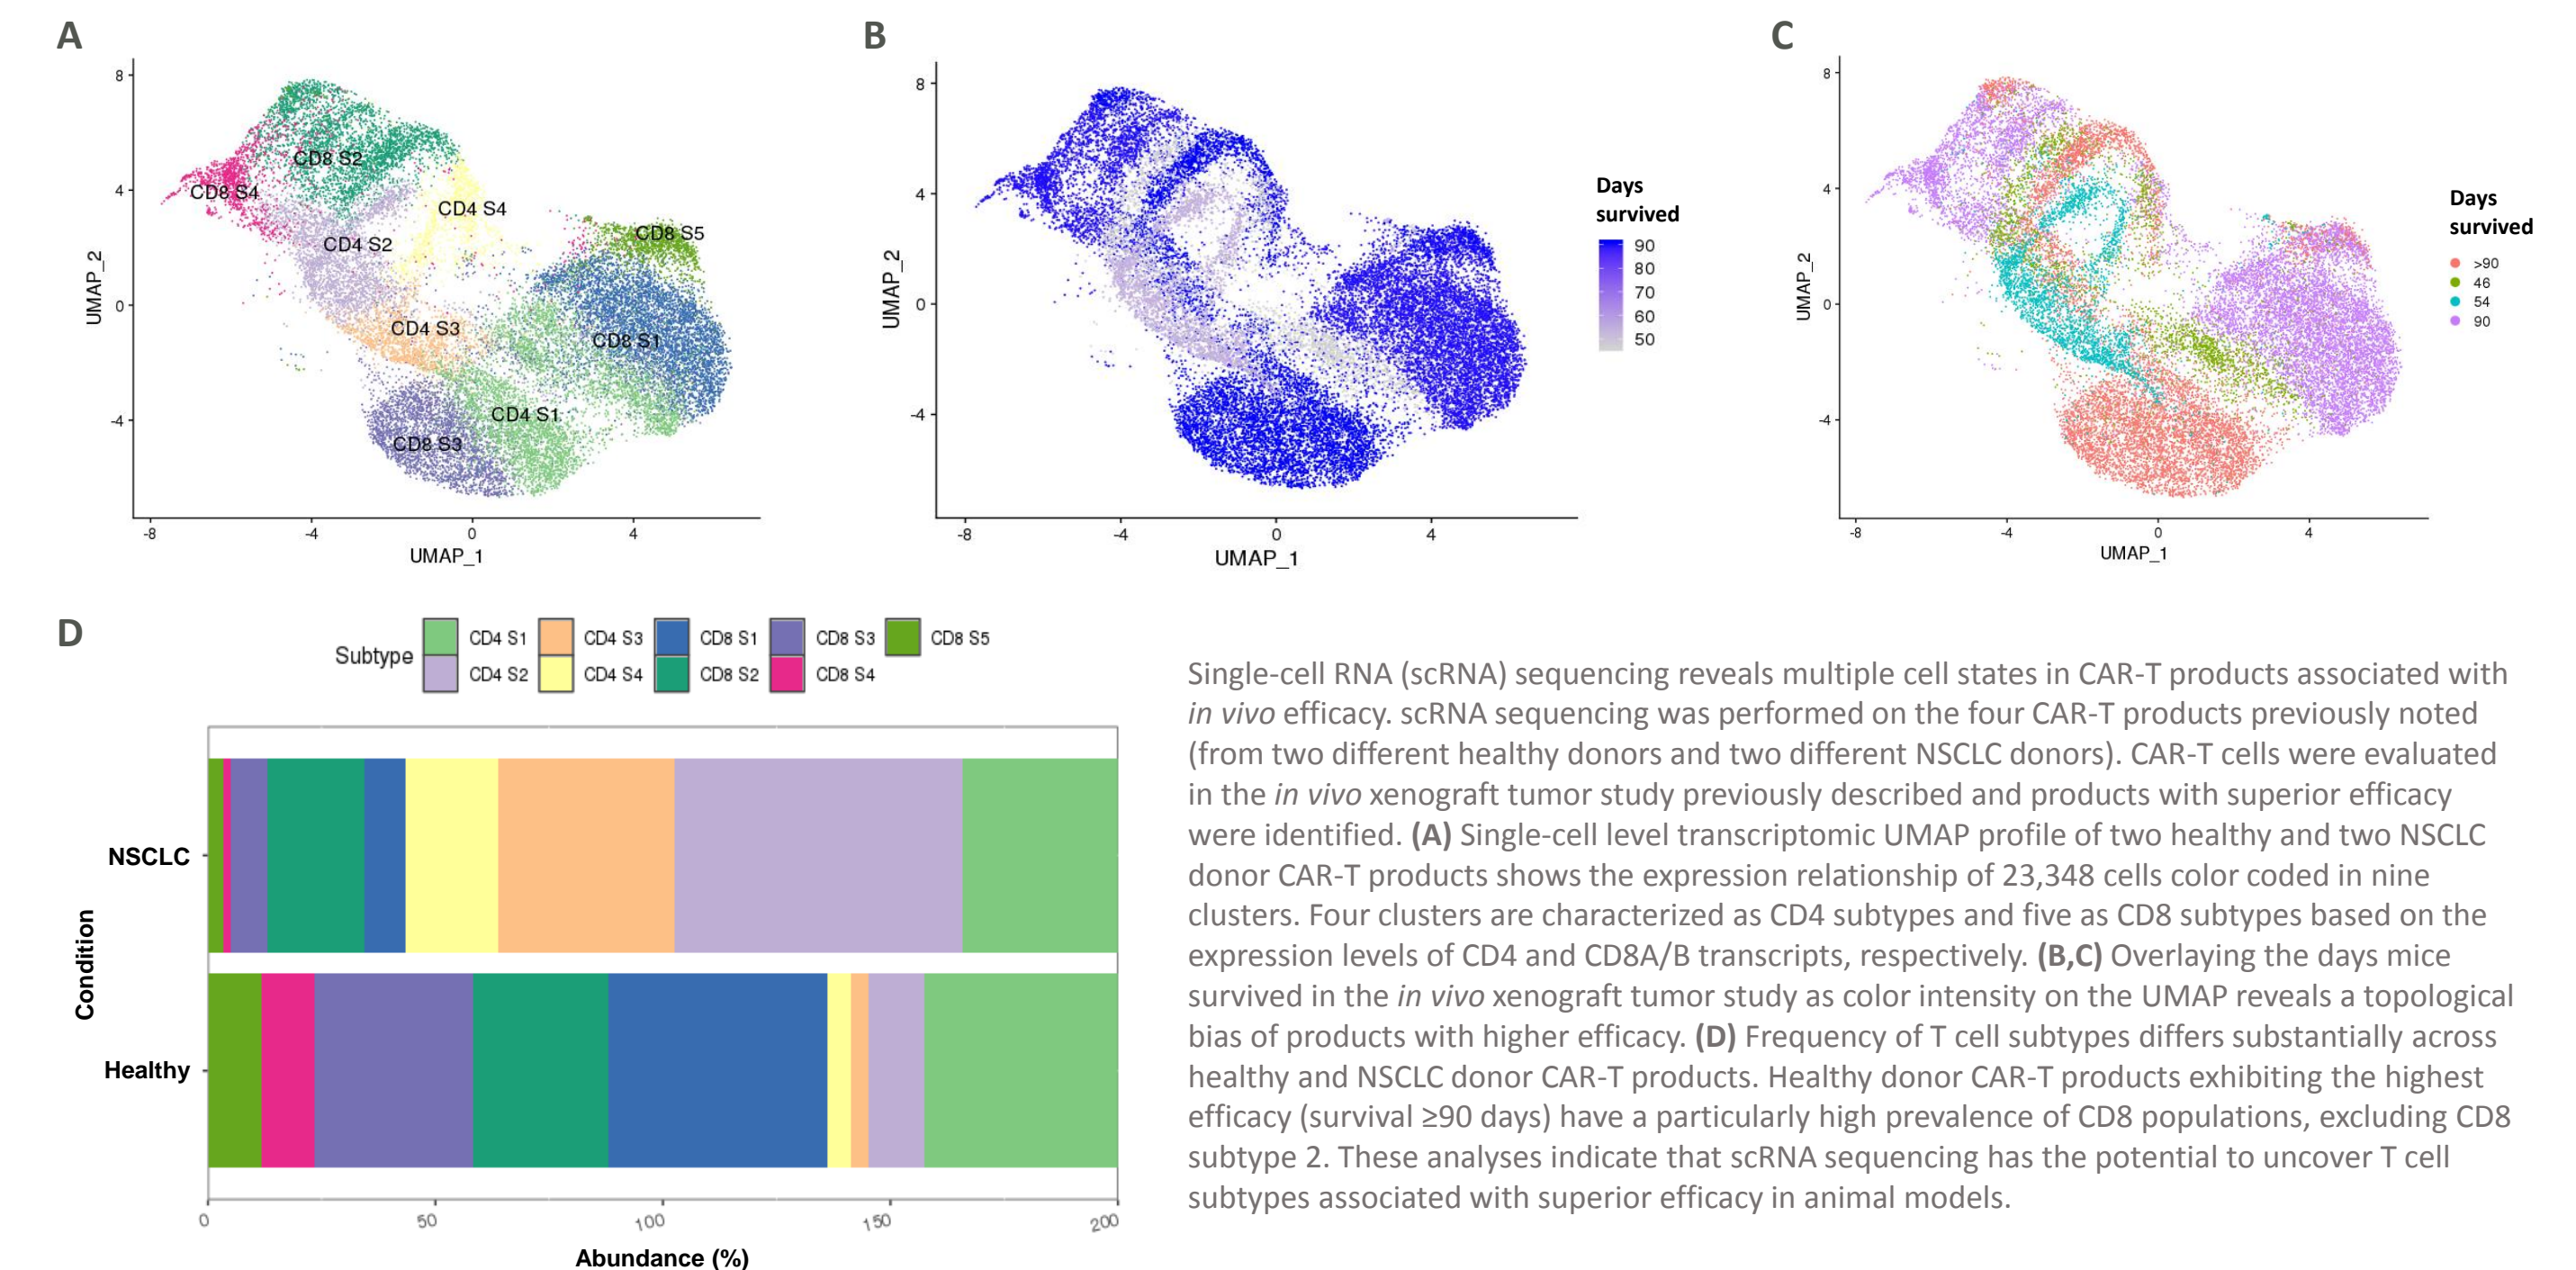 A
8
4
0
-4
UMAP_2
CD8 S2
CD8 S4
CD4 S4
CD4 S2
CD8 S5
CD4 S3
CD8 S1
CD4 S1
CD8 S3
-8
-4
0
4
UMAP_1
B
8
4
0
-4
UMAP_2
-8
-4
0
4
UMAP_1
Days
survived
90
80
70
60
50
C
8
4
0
-4
UMAP_2
-8
-4
0
4
UMAP_1
Days
survived
>90
46
54
90
D
Subtype
CD4 S1
CD4 S3
CD8 S1
CD8 S3
CD8 S5
CD4 S2
CD4 S4
CD8 S2
CD8 S4
NSCLC
Healthy
Condition
0
50
100
150
200
Abundance (%)
Single-cell RNA (scRNA) sequencing reveals multiple cell states in CAR-T products associated with
in vivo efficacy. scRNA sequencing was performed on the four CAR-T products previously noted
(from two different healthy donors and two different NSCLC donors). CAR-T cells were evaluated
in the in vivo xenograft tumor study previously described and products with superior efficacy
were identified. (A) Single-cell level transcriptomic UMAP profile of two healthy and two NSCLC
donor CAR-T products shows the expression relationship of 23,348 cells color coded in nine
clusters. Four clusters are characterized as CD4 subtypes and five as CD8 subtypes based on the
expression levels of CD4 and CD8A/B transcripts, respectively. (B,C) Overlaying the days mice
survived in the in vivo xenograft tumor study as color intensity on the UMAP reveals a topological
bias of products with higher efficacy. (D) Frequency of T cell subtypes differs substantially across
healthy and NSCLC donor CAR-T products. Healthy donor CAR-T products exhibiting the highest
efficacy (survival ≥90 days) have a particularly high prevalence of CD8 populations, excluding CD8
subtype 2. These analyses indicate that scRNA sequencing has the potential to uncover T cell
subtypes associated with superior efficacy in animal models.